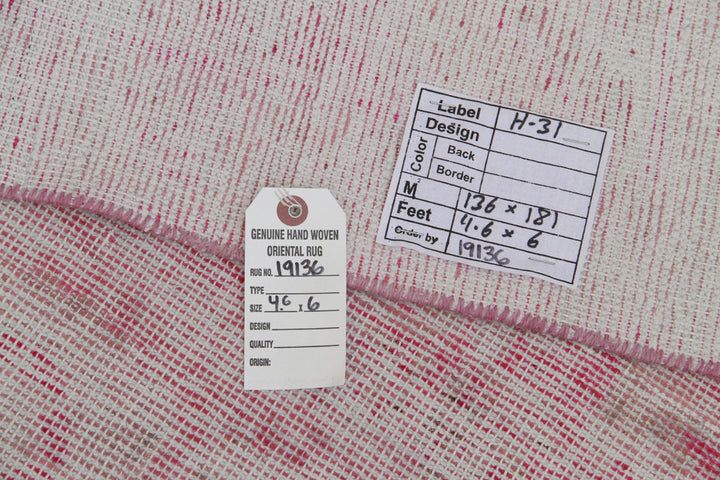 Label H-31
Design
Color
Back
Border
M² 136 x 181
Feet 4.6 x 6
Order by 19136
GENUINE HAND WOVEN
ORIENTAL RUG
RUG NO. 19136
TYPE
SIZE 4.6 x 6
DESIGN
QUALITY
ORIGIN: